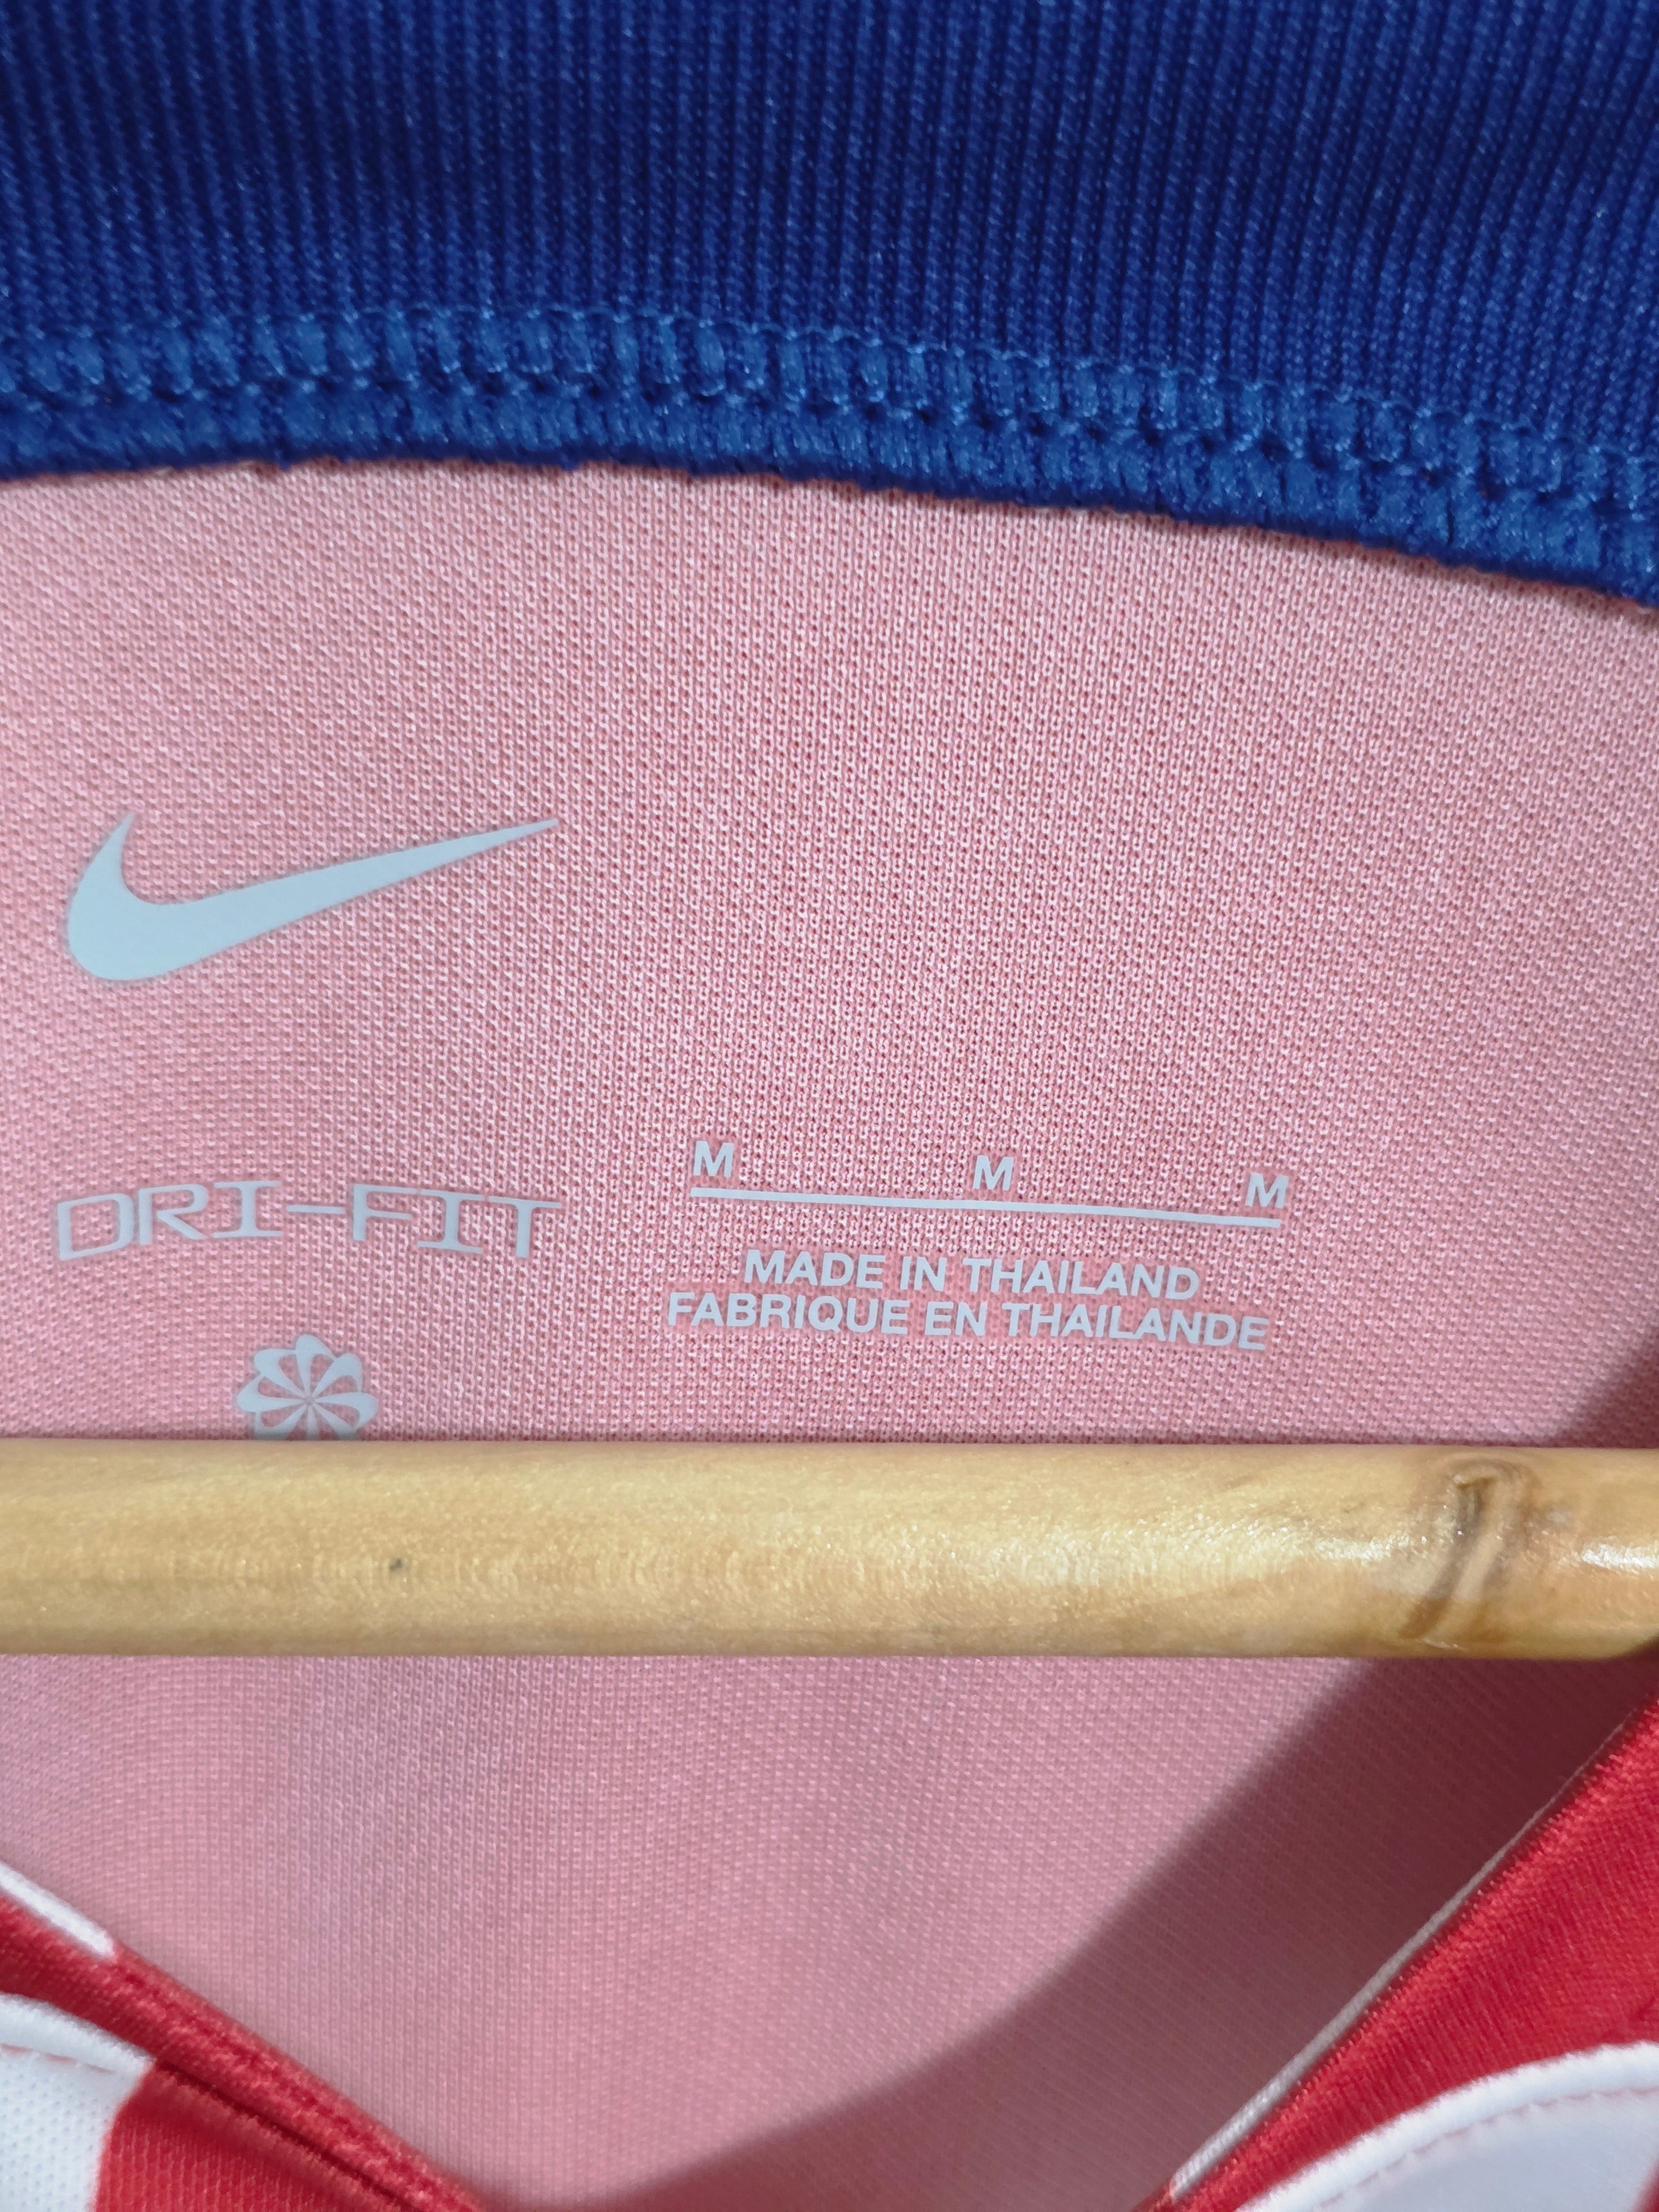 DRI-FIT
M M M
MADE IN THAILAND
FABRIQUE EN THAILANDE